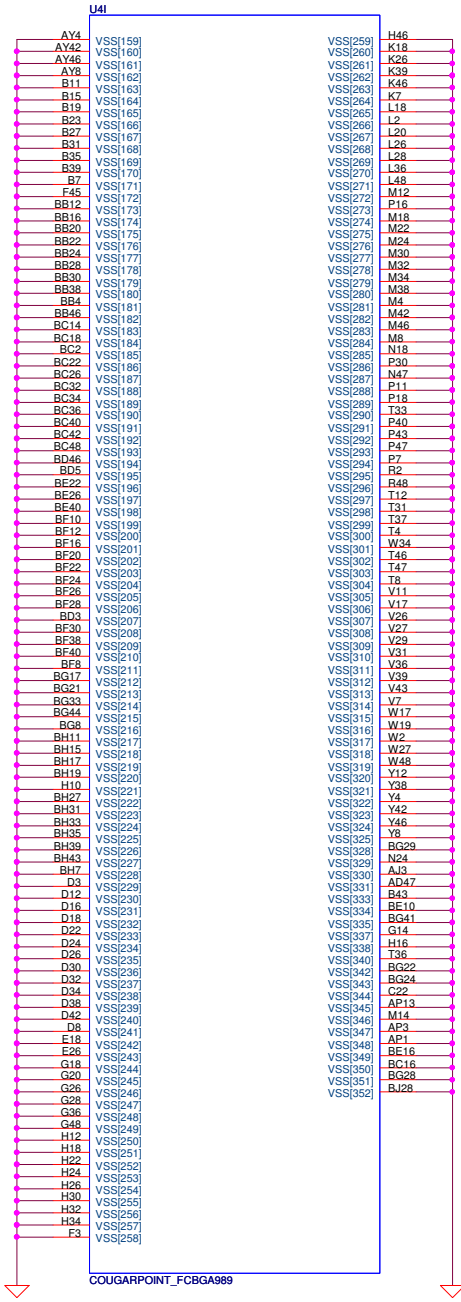 U4I
AY4 VSS[159]
AY42 VSS[160]
AY46 VSS[161]
AY8 VSS[162]
B11 VSS[163]
B15 VSS[164]
B19 VSS[165]
B23 VSS[166]
B27 VSS[167]
B31 VSS[168]
B35 VSS[169]
B39 VSS[170]
B7 VSS[171]
F45 VSS[172]
BB12 VSS[173]
BB16 VSS[174]
BB20 VSS[175]
BB22 VSS[176]
BB24 VSS[177]
BB28 VSS[178]
BB30 VSS[179]
BB38 VSS[180]
BB4 VSS[181]
BB46 VSS[182]
BC14 VSS[183]
BC18 VSS[184]
BC2 VSS[185]
BC22 VSS[186]
BC26 VSS[187]
BC32 VSS[188]
BC34 VSS[189]
BC36 VSS[190]
BC40 VSS[191]
BC42 VSS[192]
BC48 VSS[193]
BD46 VSS[194]
BD5 VSS[195]
BE22 VSS[196]
BE26 VSS[197]
BE40 VSS[198]
BF10 VSS[199]
BF12 VSS[200]
BF16 VSS[201]
BF20 VSS[202]
BF22 VSS[203]
BF24 VSS[204]
BF26 VSS[205]
BF28 VSS[206]
BD3 VSS[207]
BF30 VSS[208]
BF38 VSS[209]
BF40 VSS[210]
BF8 VSS[211]
BG17 VSS[212]
BG21 VSS[213]
BG33 VSS[214]
BG44 VSS[215]
BG8 VSS[216]
BH11 VSS[217]
BH15 VSS[218]
BH17 VSS[219]
BH19 VSS[220]
H10 VSS[221]
BH27 VSS[222]
BH31 VSS[223]
BH33 VSS[224]
BH35 VSS[225]
BH39 VSS[226]
BH43 VSS[227]
BH7 VSS[228]
D3 VSS[229]
D12 VSS[230]
D16 VSS[231]
D18 VSS[232]
D22 VSS[233]
D24 VSS[234]
D26 VSS[235]
D30 VSS[236]
D32 VSS[237]
D34 VSS[238]
D38 VSS[239]
D42 VSS[240]
D8 VSS[241]
E18 VSS[242]
E26 VSS[243]
G18 VSS[244]
G20 VSS[245]
G26 VSS[246]
G28 VSS[247]
G36 VSS[248]
G48 VSS[249]
H12 VSS[250]
H18 VSS[251]
H22 VSS[252]
H24 VSS[253]
H26 VSS[254]
H30 VSS[255]
H32 VSS[256]
H34 VSS[257]
F3 VSS[258]
VSS[259] H46
VSS[260] K18
VSS[261] K26
VSS[262] K39
VSS[263] K46
VSS[264] K7
VSS[265] L18
VSS[266] L2
VSS[267] L20
VSS[268] L26
VSS[269] L28
VSS[270] L36
VSS[271] L48
VSS[272] M12
VSS[273] P16
VSS[274] M18
VSS[275] M22
VSS[276] M24
VSS[277] M30
VSS[278] M32
VSS[279] M34
VSS[280] M38
VSS[281] M4
VSS[282] M42
VSS[283] M46
VSS[284] M8
VSS[285] N18
VSS[286] P30
VSS[287] N47
VSS[288] P11
VSS[289] P18
VSS[290] T33
VSS[291] P40
VSS[292] P43
VSS[293] P47
VSS[294] P7
VSS[295] R2
VSS[296] R48
VSS[297] T12
VSS[298] T31
VSS[299] T37
VSS[300] T4
VSS[301] W34
VSS[302] T46
VSS[303] T47
VSS[304] T8
VSS[305] V11
VSS[306] V17
VSS[307] V26
VSS[308] V27
VSS[309] V29
VSS[310] V31
VSS[311] V36
VSS[312] V39
VSS[313] V43
VSS[314] V7
VSS[315] W17
VSS[316] W19
VSS[317] W2
VSS[318] W27
VSS[319] W48
VSS[320] Y12
VSS[321] Y38
VSS[322] Y4
VSS[323] Y42
VSS[324] Y46
VSS[325] Y8
VSS[328] BG29
VSS[329] N24
VSS[330] AJ3
VSS[331] AD47
VSS[333] B43
VSS[334] BE10
VSS[335] BG41
VSS[337] G14
VSS[338] H16
VSS[340] T36
VSS[342] BG22
VSS[343] BG24
VSS[344] C22
VSS[345] AP13
VSS[346] M14
VSS[347] AP3
VSS[348] AP1
VSS[349] BE16
VSS[350] BC16
VSS[351] BG28
VSS[352] BJ28
COUGARPOINT_FCBGA989